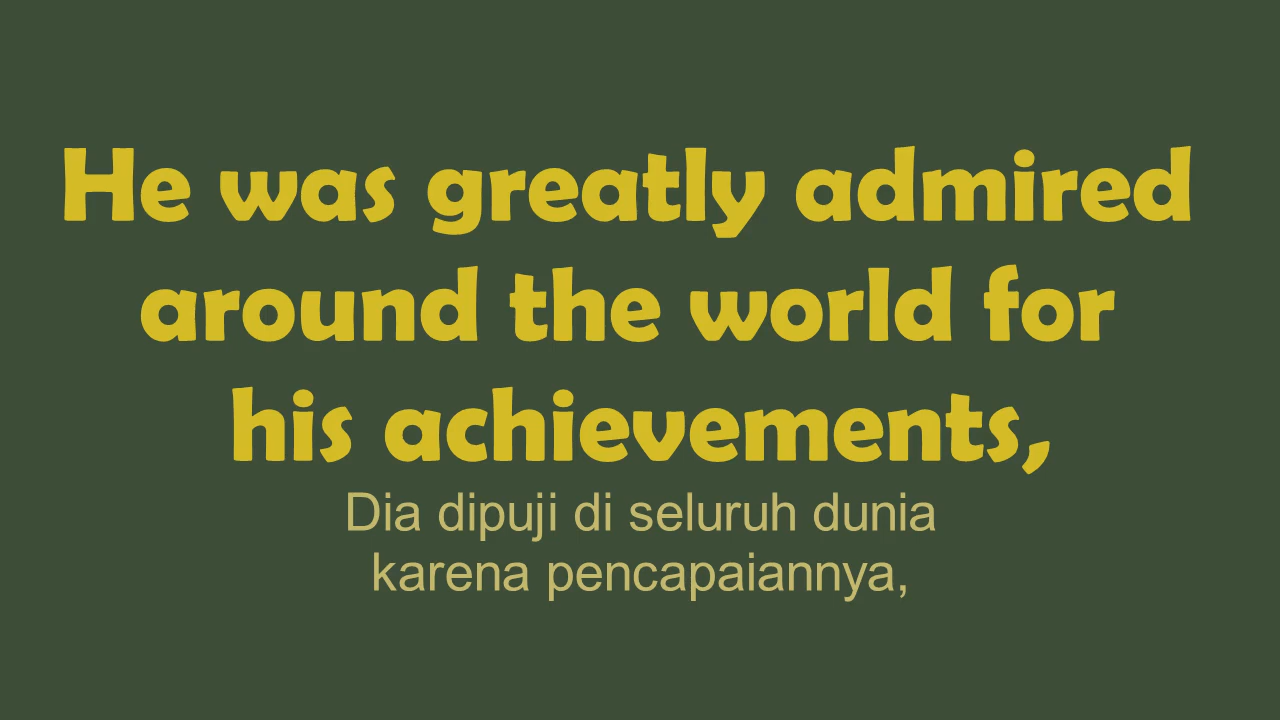 He was greatly admired
around the world for
his achievements,
Dia dipuji di seluruh dunia
karena pencapaiannya,